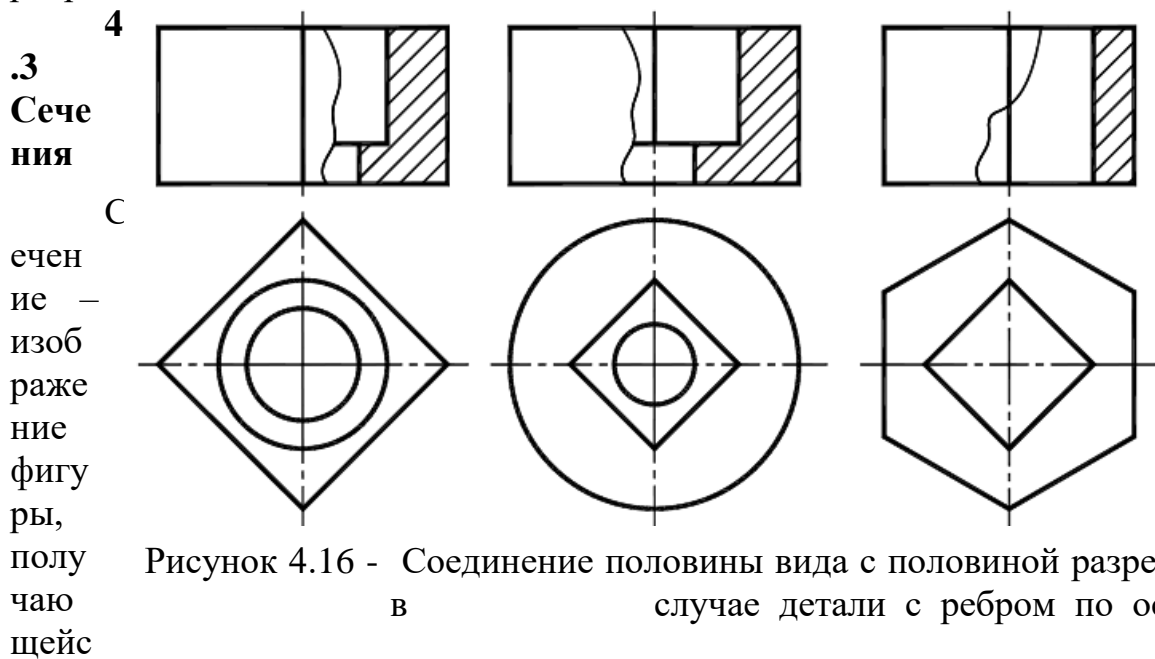 4
.3
Сече
ния
С
ечен
ие –
изоб
раже
ние
фигу
ры,
полу
чаю
щейс
Рисунок 4.16 - Соединение половины вида с половиной разре
в случае детали с ребром по ос